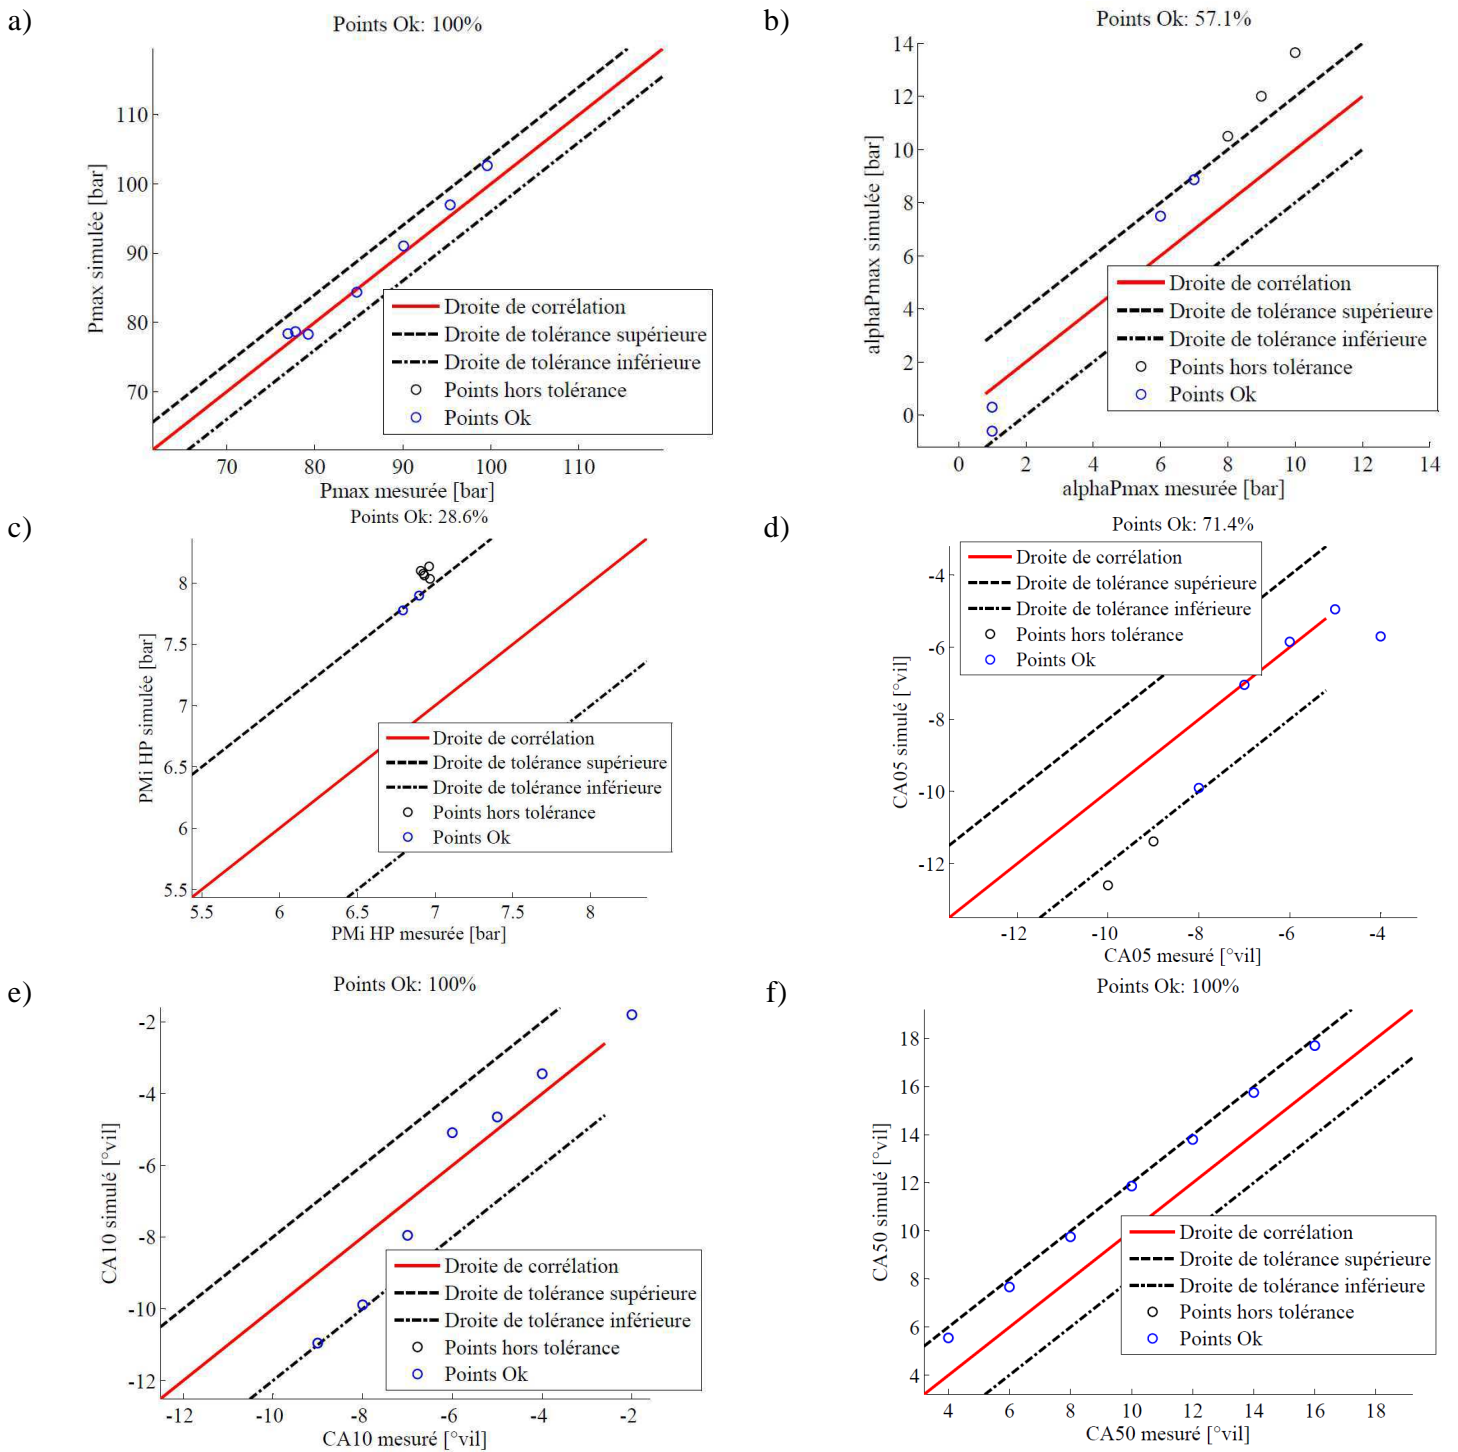 a)
Points Ok: 100%
110
100
90
80
70
Pmax simulée [bar]
Droite de corrélation
Droite de tolérance supérieure
Droite de tolérance inférieure
Points hors tolérance
Points Ok
70 80 90 100 110
Pmax mesurée [bar]
b)
Points Ok: 57.1%
14
12
10
8
6
4
2
0
alphaPmax simulée [bar]
Droite de corrélation
Droite de tolérance supérieure
Droite de tolérance inférieure
Points hors tolérance
Points Ok
0 2 4 6 8 10 12 14
alphaPmax mesurée [bar]
c)
Points Ok: 28.6%
8
7.5
7
6.5
6
5.5
PMi HP simulée [bar]
Droite de corrélation
Droite de tolérance supérieure
Droite de tolérance inférieure
Points hors tolérance
Points Ok
5.5 6 6.5 7 7.5 8
PMi HP mesurée [bar]
d)
Points Ok: 71.4%
Droite de corrélation
Droite de tolérance supérieure
Droite de tolérance inférieure
Points hors tolérance
Points Ok
-4
-6
-8
-10
-12
CA05 simulé [°vil]
-12 -10 -8 -6 -4
CA05 mesuré [°vil]
e)
Points Ok: 100%
-2
-4
-6
-8
-10
-12
CA10 simulé [°vil]
Droite de corrélation
Droite de tolérance supérieure
Droite de tolérance inférieure
Points hors tolérance
Points Ok
-12 -10 -8 -6 -4 -2
CA10 mesuré [°vil]
f)
Points Ok: 100%
18
16
14
12
10
8
6
4
CA50 simulé [°vil]
Droite de corrélation
Droite de tolérance supérieure
Droite de tolérance inférieure
Points hors tolérance
Points Ok
4 6 8 10 12 14 16 18
CA50 mesuré [°vil]